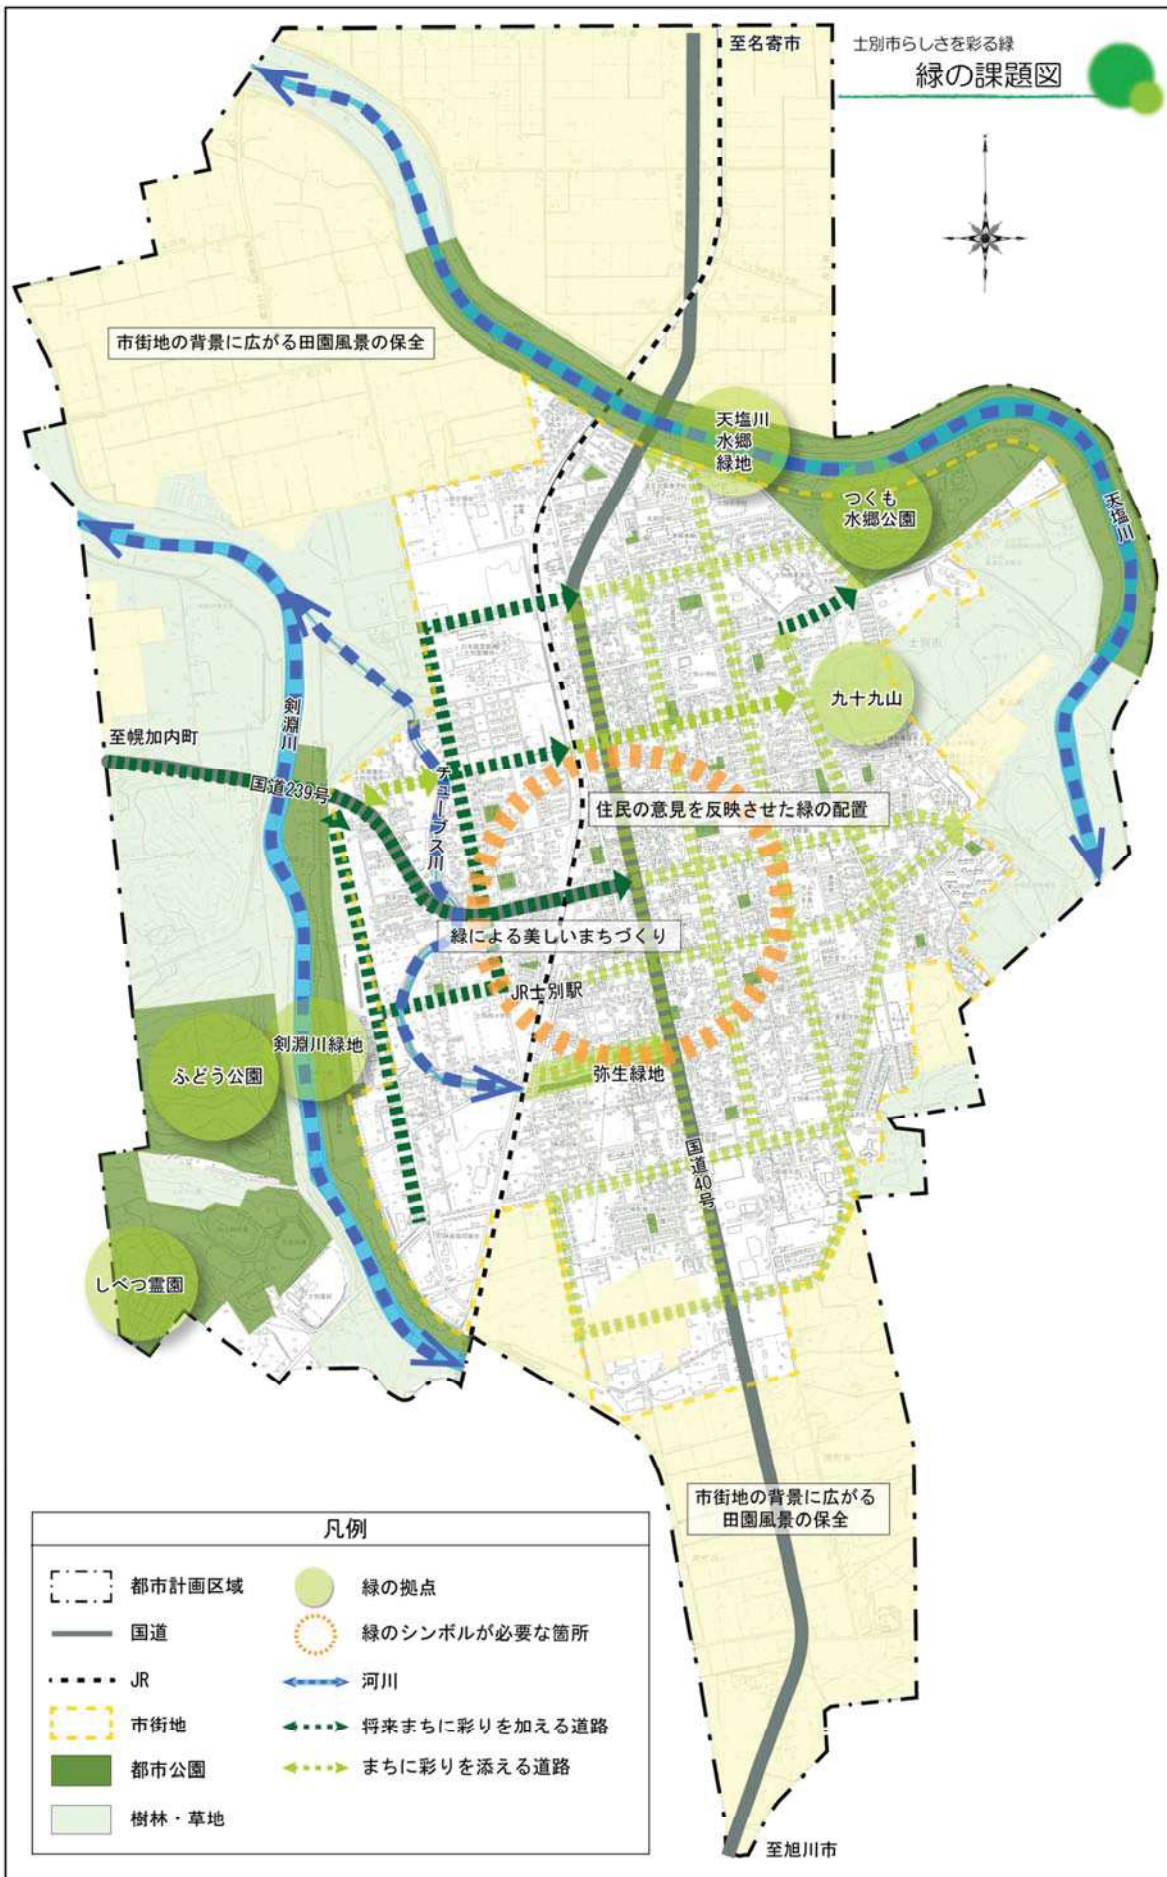 至名寄市
士別市らしさを彩る緑
緑の課題図
市街地の背景に広がる田園風景の保全
天塩川
水郷
緑地
つくも
水郷公園
天塩川
九十九山
剣淵川
至幌加内町
国道239号
チューブス川
住民の意見を反映させた緑の配置
緑による美しいまちづくり
JR士別駅
剣淵川緑地
ふどう公園
弥生緑地
国道40号
しべつ霊園
市街地の背景に広がる
田園風景の保全
凡例
都市計画区域
緑の拠点
国道
緑のシンボルが必要な箇所
JR
河川
市街地
将来まちに彩りを加える道路
都市公園
まちに彩りを添える道路
樹林・草地
至旭川市